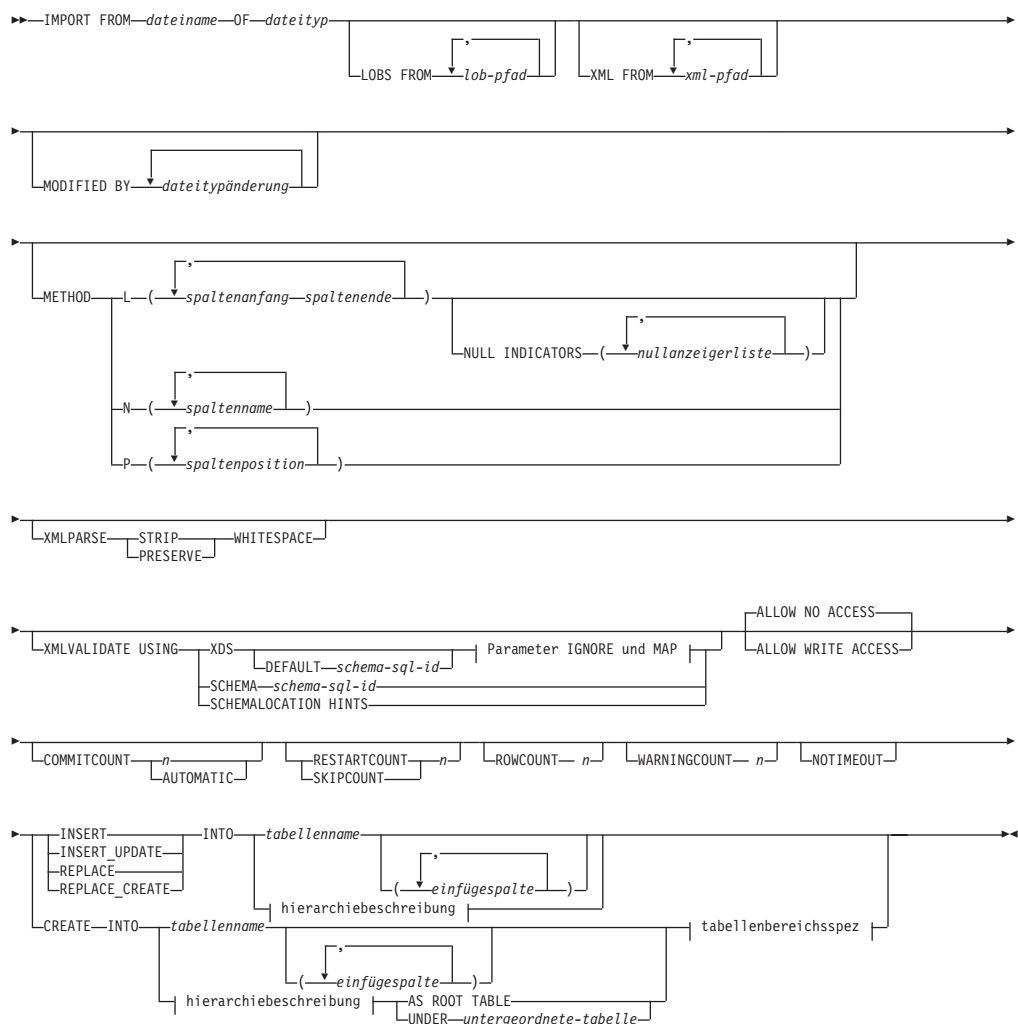 IMPORT FROM dateiname OF dateityp
,
,
LOBS FROM lob-pfad XML FROM xml-pfad
MODIFIED BY dateitypänderung
,
METHOD L ( spaltenanfang spaltenende )
,
NULL INDICATORS ( nullanzeigerliste )
,
N ( spaltenname )
,
P ( spaltenposition )
XMLPARSE STRIP WHITESPACE
PRESERVE
ALLOW NO ACCESS
XMLVALIDATE USING XDS Parameter IGNORE und MAP ALLOW WRITE ACCESS
DEFAULT schema-sql-id
SCHEMA schema-sql-id
SCHEMALOCATION HINTS
COMMITCOUNT n RESTARTCOUNT n ROWCOUNT n WARNINGCOUNT n NOTIMEOUT
AUTOMATIC SKIPCOUNT
INSERT INTO tabellenname
INSERT_UPDATE ,
REPLACE
REPLACE_CREATE ( einfügespalte )
hierarchiebeschreibung
CREATE INTO tabellenname tabellenbereichsspez
,
( einfügespalte )
hierarchiebeschreibung AS ROOT TABLE
UNDER untergeordnete-tabelle